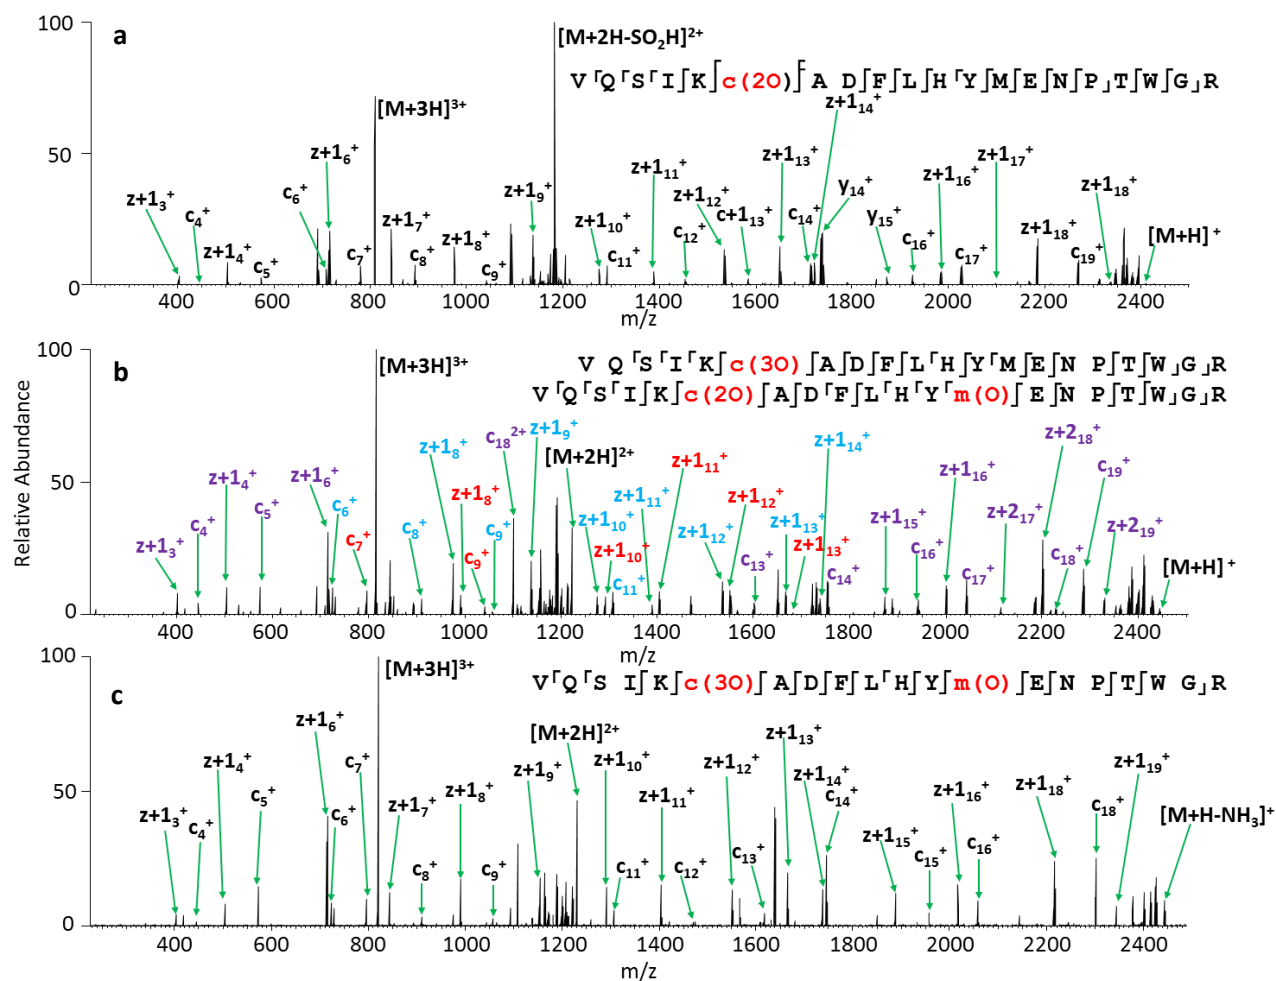 a
100
50
0
[M+2H-SO₂H]²⁺
V Q S I K c(2O) A D F L H Y M E N P T W G R
[M+3H]³⁺
z+1₃⁺
c₄⁺
z+1₄⁺
c₅⁺
c₆⁺
z+1₆⁺
c₇⁺
z+1₇⁺
c₈⁺
z+1₈⁺
c₉⁺
z+1₉⁺
z+1₁₀⁺
c₁₁⁺
z+1₁₁⁺
c₁₂⁺
z+1₁₂⁺
c+1₁₃⁺
z+1₁₃⁺
c₁₄⁺
z+1₁₄⁺
y₁₄⁺
y₁₅⁺
c₁₆⁺
z+1₁₆⁺
c₁₇⁺
z+1₁₇⁺
z+1₁₈⁺
c₁₉⁺
z+1₁₈⁺
[M+H]⁺
400 600 800 1000 1200 1400 1600 1800 2000 2200 2400
m/z
Relative Abundance
b
100
50
0
[M+3H]³⁺
V Q S I K c(3O) A D F L H Y M E N P T W G R
V Q S I K c(2O) A D F L H Y m(O) E N P T W G R
z+1₃⁺
c₄⁺
z+1₄⁺
c₅⁺
z+1₆⁺
c₆⁺
c₇⁺
c₈⁺
z+1₈⁺
z+1₈⁺
c₉⁺
c₉⁺
c₁₈²⁺
z+1₉⁺
[M+2H]²⁺
z+1₁₀⁺
z+1₁₀⁺
c₁₁⁺
z+1₁₁⁺
z+1₁₁⁺
z+1₁₂⁺
z+1₁₂⁺
c₁₃⁺
z+1₁₃⁺
z+1₁₃⁺
c₁₄⁺
z+1₁₄⁺
z+1₁₅⁺
c₁₆⁺
z+1₁₆⁺
c₁₇⁺
z+2₁₇⁺
z+2₁₈⁺
c₁₈⁺
c₁₉⁺
z+2₁₉⁺
[M+H]⁺
400 600 800 1000 1200 1400 1600 1800 2000 2200 2400
m/z
c
100
50
0
[M+3H]³⁺
V Q S I K c(3O) A D F L H Y m(O) E N P T W G R
z+1₃⁺
c₄⁺
z+1₄⁺
c₅⁺
z+1₆⁺
c₆⁺
c₇⁺
z+1₇⁺
c₈⁺
z+1₈⁺
c₉⁺
z+1₉⁺
[M+2H]²⁺
z+1₁₀⁺
c₁₁⁺
z+1₁₁⁺
c₁₂⁺
z+1₁₂⁺
c₁₃⁺
z+1₁₃⁺
z+1₁₄⁺
c₁₄⁺
z+1₁₅⁺
c₁₅⁺
z+1₁₆⁺
c₁₆⁺
z+1₁₈⁺
c₁₈⁺
z+1₁₉⁺
[M+H-NH₃]⁺
400 600 800 1000 1200 1400 1600 1800 2000 2200 2400
m/z